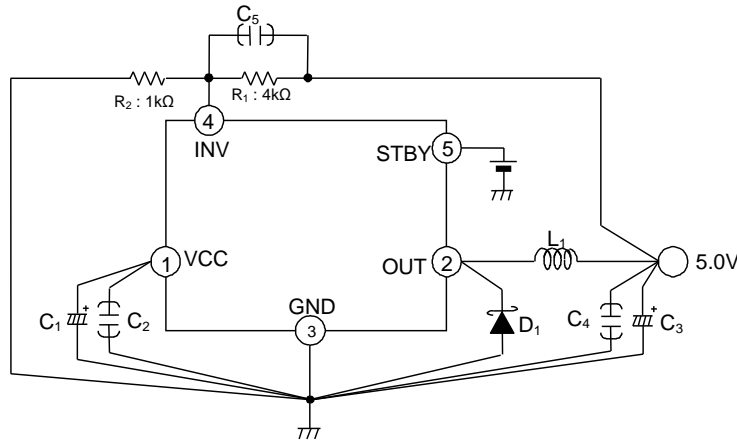 C5
R2 : 1kΩ
R1 : 4kΩ
4
INV
STBY
5
1
VCC
OUT
2
L1
5.0V
GND
3
C1
+
C2
D1
C4
+
C3